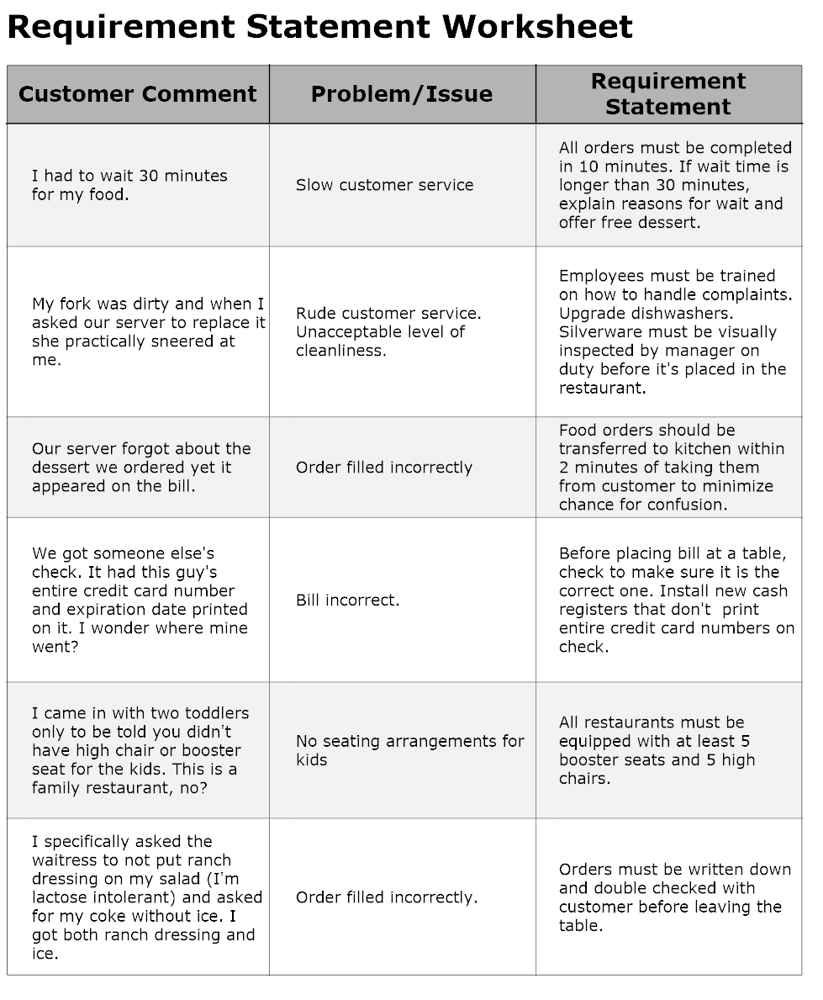 Requirement Statement Worksheet
Customer Comment
Problem/Issue
Requirement
Statement
I had to wait 30 minutes
for my food.
Slow customer service
All orders must be completed
in 10 minutes. If wait time is
longer than 30 minutes,
explain reasons for wait and
offer free dessert.
My fork was dirty and when I
asked our server to replace it
she practically sneered at
me.
Rude customer service.
Unacceptable level of
cleanliness.
Employees must be trained
on how to handle complaints.
Upgrade dishwashers.
Silverware must be visually
inspected by manager on
duty before it's placed in the
restaurant.
Our server forgot about the
dessert we ordered yet it
appeared on the bill.
Order filled incorrectly
Food orders should be
transferred to kitchen within
2 minutes of taking them
from customer to minimize
chance for confusion.
We got someone else's
check. It had this guy's
entire credit card number
and expiration date printed
on it. I wonder where mine
went?
Bill incorrect.
Before placing bill at a table,
check to make sure it is the
correct one. Install new cash
registers that don't  print
entire credit card numbers on
check.
I came in with two toddlers
only to be told you didn't
have high chair or booster
seat for the kids. This is a
family restaurant, no?
No seating arrangements for
kids
All restaurants must be
equipped with at least 5
booster seats and 5 high
chairs.
I specifically asked the
waitress to not put ranch
dressing on my salad (I'm
lactose intolerant) and asked
for my coke without ice. I
got both ranch dressing and
ice.
Order filled incorrectly.
Orders must be written down
and double checked with
customer before leaving the
table.